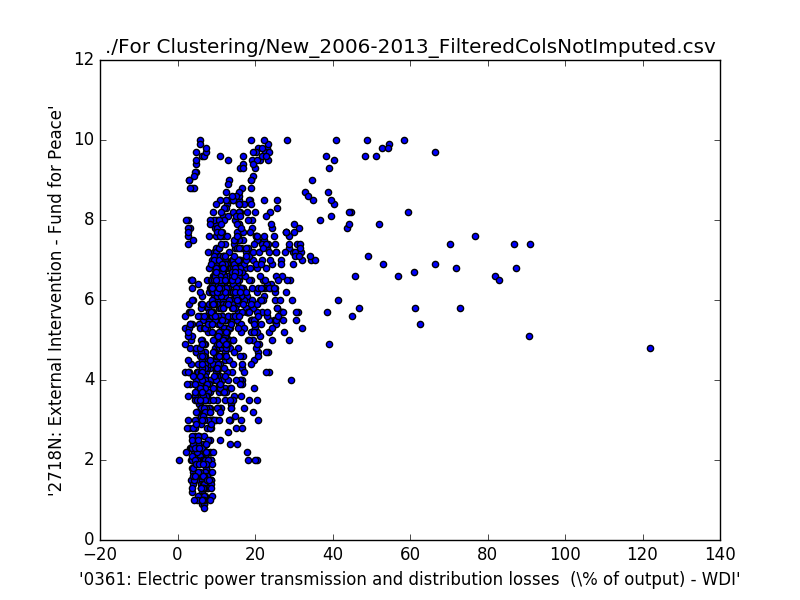 ./For Clustering/New_2006-2013_FilteredColsNotImputed.csv
12
10
8
6
4
2
0
'2718N: External Intervention - Fund for Peace'
−20 0 20 40 60 80 100 120 140
'0361: Electric power transmission and distribution losses  (\% of output) - WDI'